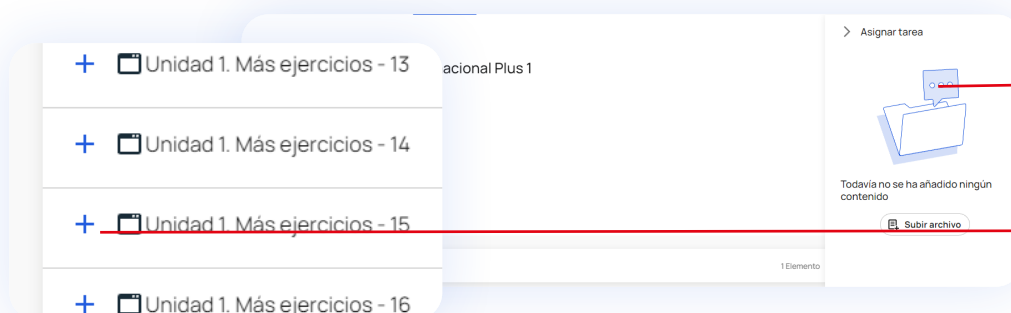 Unidad 1. Más ejercicios - 13
Unidad 1. Más ejercicios - 14
Unidad 1. Más ejercicios - 15
Unidad 1. Más ejercicios - 16
acional Plus 1
1 Elemento
Asignar tarea
Todavía no se ha añadido ningún
contenido
Subir archivo